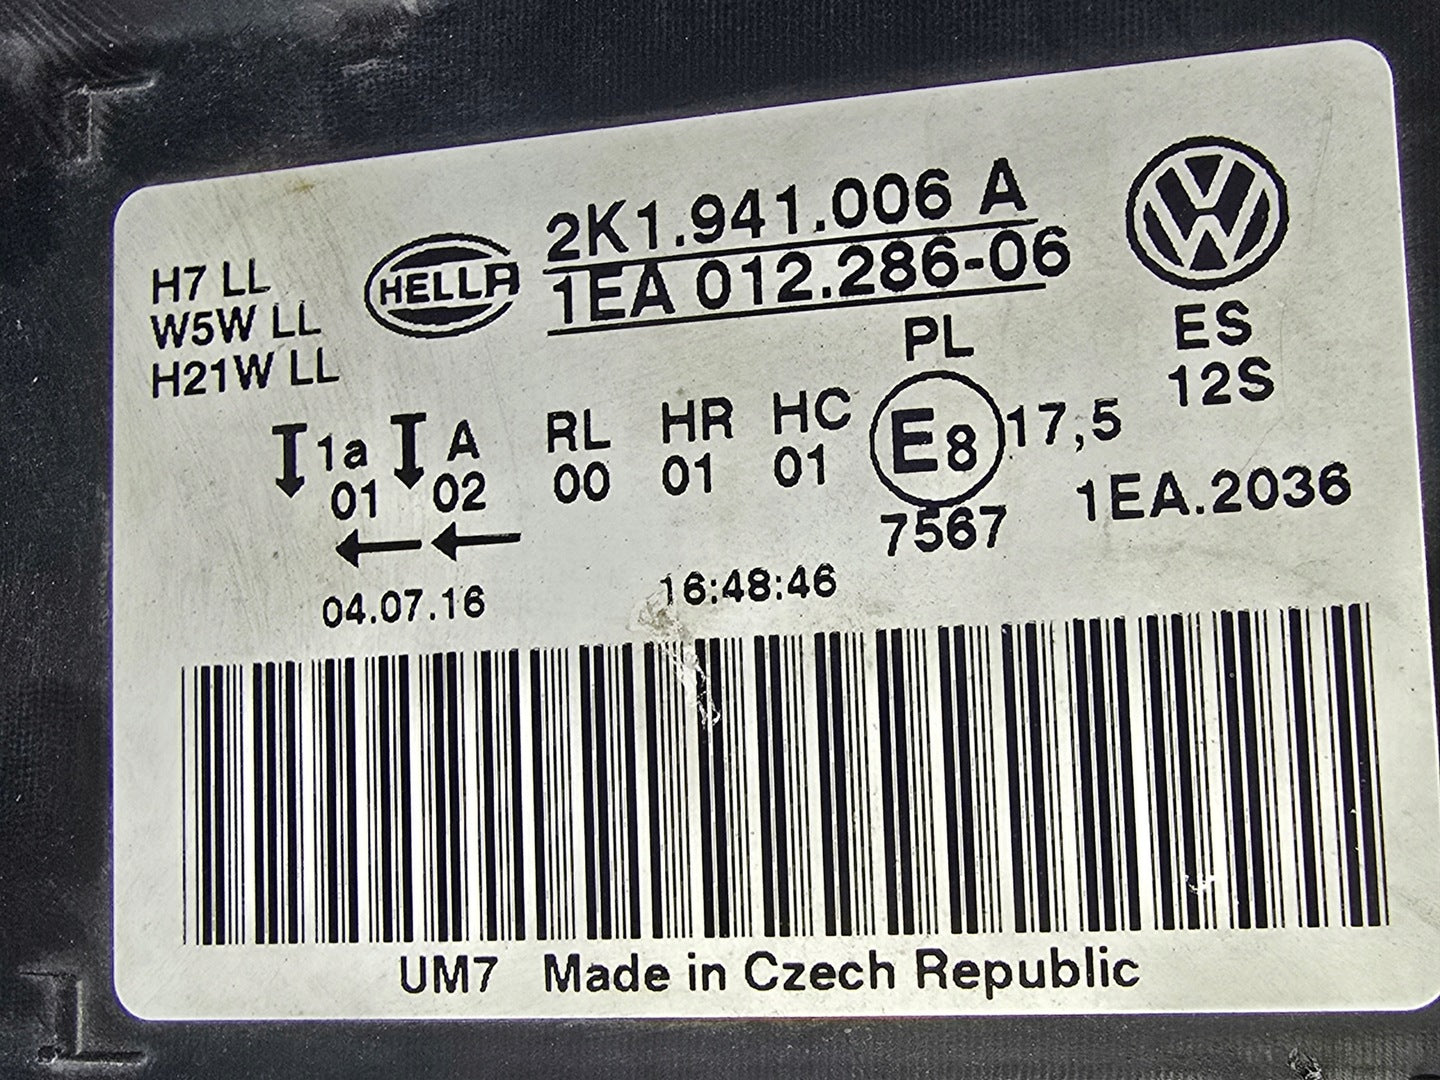 2K1.941.006 A
HELLA
1EA 012.286-06
H7 LL
W5W LL
H21W LL
PL
ES
12S
1a
A
RL
HR
HC
E8
17,5
01
02
00
01
01
7567
1EA.2036
04.07.16
16:48:46
UM7 Made in Czech Republic